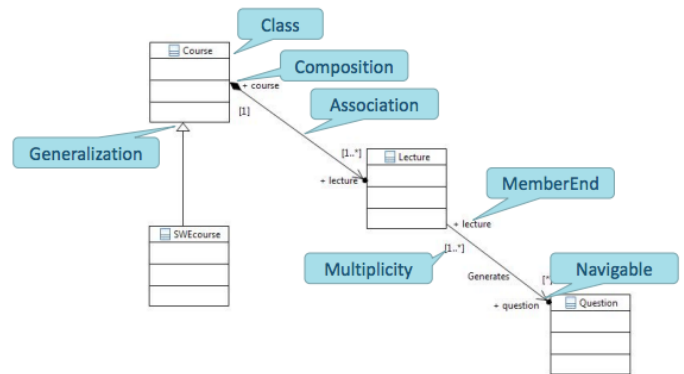 Class
Course
Composition
+ course
[1]
Association
Generalization
[1..*]
Lecture
+ lecture
MemberEnd
SWEcourse
+ lecture
[1..*]
Multiplicity
Generates
Navigable
[*]
+ question
Question